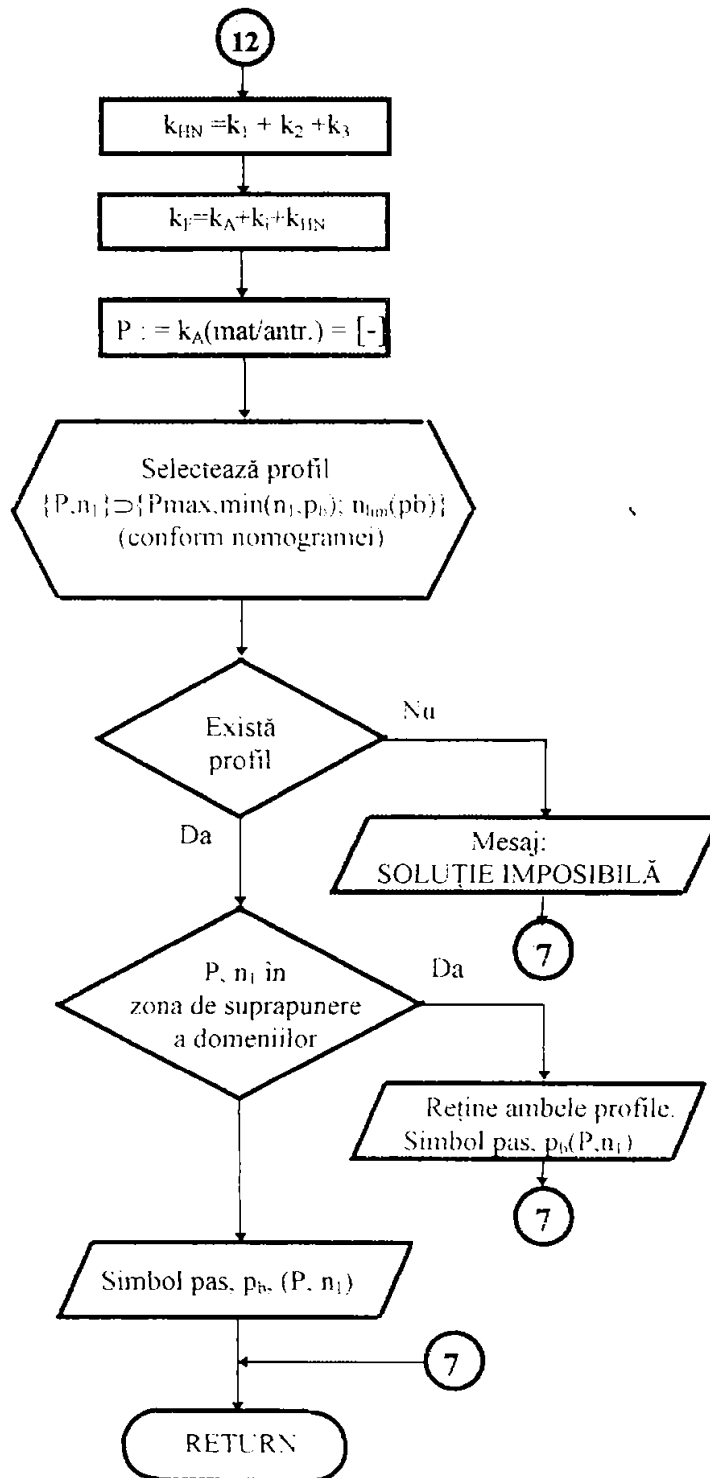 12
k_HN =k_1 + k_2 +k_3
k_F=k_A+k_i+k_HN
P : = k_A(mat/antr.) = [-]
Selectează profil
{P,n_1}⊃{Pmax,min(n_1,p_b); n_lim(pb)}
(conform nomogramei)
Există
profil
Nu
Da
Mesaj:
SOLUȚIE IMPOSIBILĂ
7
P, n_1 în
zona de suprapunere
a domeniilor
Da
Reține ambele profile.
Simbol pas, p_b(P,n_1)
7
Simbol pas, p_b, (P, n_1)
7
RETURN